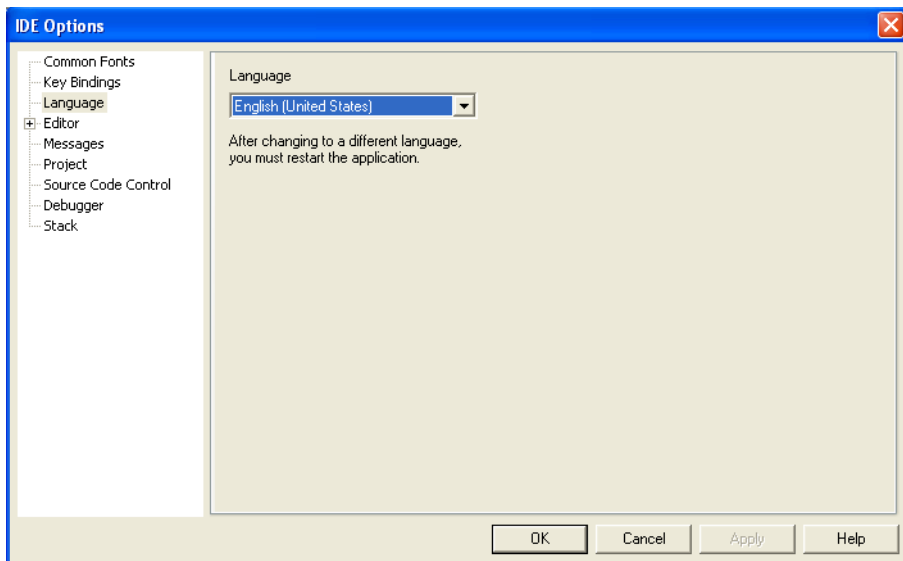 IDE Options
Common Fonts
Key Bindings
Language
Editor
Messages
Project
Source Code Control
Debugger
Stack
Language
English (United States)
After changing to a different language,
you must restart the application.
OK
Cancel
Apply
Help